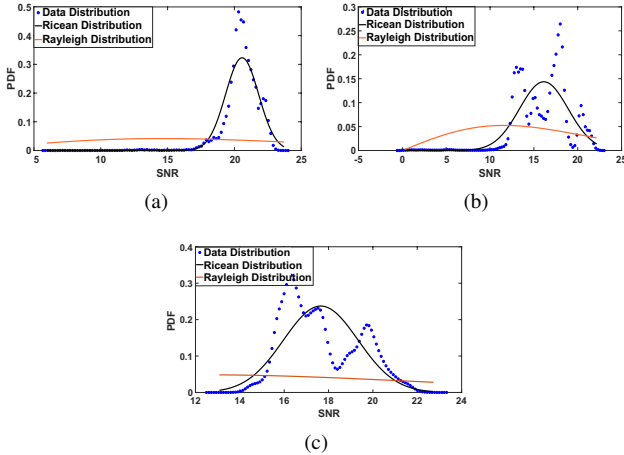 Data Distribution
Ricean Distribution
Rayleigh Distribution
PDF
0.5
0.4
0.3
0.2
0.1
0
5
10
15
20
25
SNR
(a)
Data Distribution
Ricean Distribution
Rayleigh Distribution
PDF
0.3
0.25
0.2
0.15
0.1
0.05
0
-5
0
5
10
15
20
25
SNR
(b)
Data Distribution
Ricean Distribution
Rayleigh Distribution
PDF
0.4
0.3
0.2
0.1
0
12
14
16
18
20
22
24
SNR
(c)